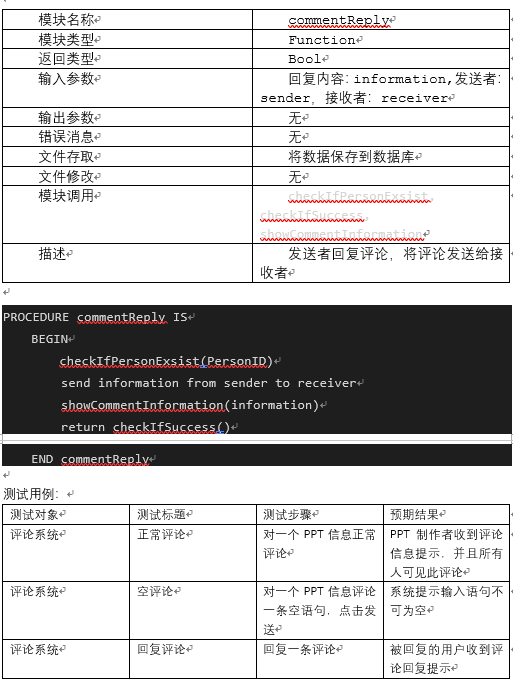 模块名称 commentReply
模块类型 Function
返回类型 Bool
输入参数 回复内容: information,发送者:
sender, 接收者: receiver
输出参数 无
错误消息 无
文件存取 将数据保存到数据库
文件修改 无
模块调用 checkIfPersonExsist,
checkIfSuccess,
showCommentInformation
描述 发送者回复评论, 将评论发送给接
收者
PROCEDURE commentReply IS
BEGIN
checkIfPersonExsist(PersonID)
send information from sender to receiver
showCommentInformation(information)
return checkIfSuccess()
END commentReply
测试用例:
测试对象 测试标题 测试步骤 预期结果
评论系统 正常评论 对一个 PPT 信息正常 PPT 制作者收到评论
评论 信息提示, 并且所有
人可见此评论
评论系统 空评论 对一个 PPT 信息评论 系统提示输入语句不
一条空语句, 点击发 可为空
送
评论系统 回复评论 回复一条评论 被回复的用户收到评
论回复提示